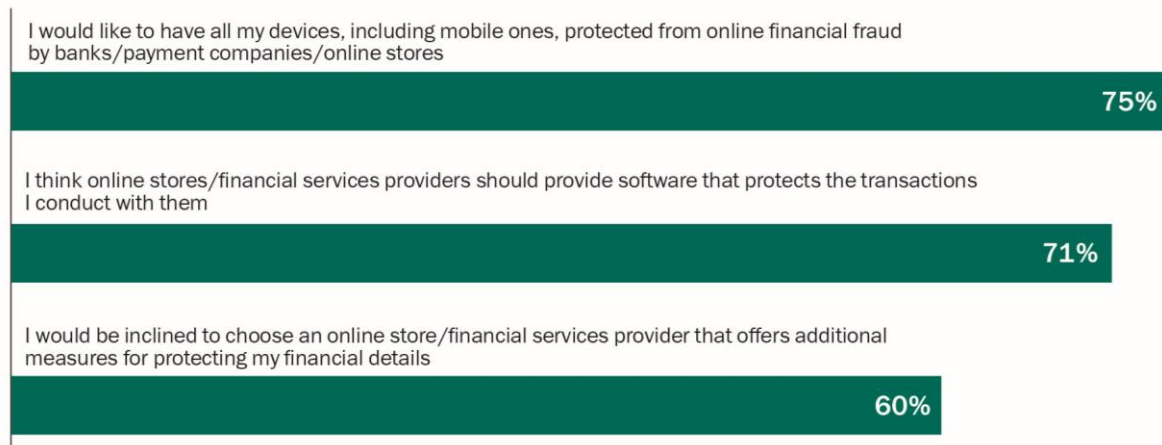 I would like to have all my devices, including mobile ones, protected from online financial fraud
by banks/payment companies/online stores
75%
I think online stores/financial services providers should provide software that protects the transactions
I conduct with them
71%
I would be inclined to choose an online store/financial services provider that offers additional
measures for protecting my financial details
60%